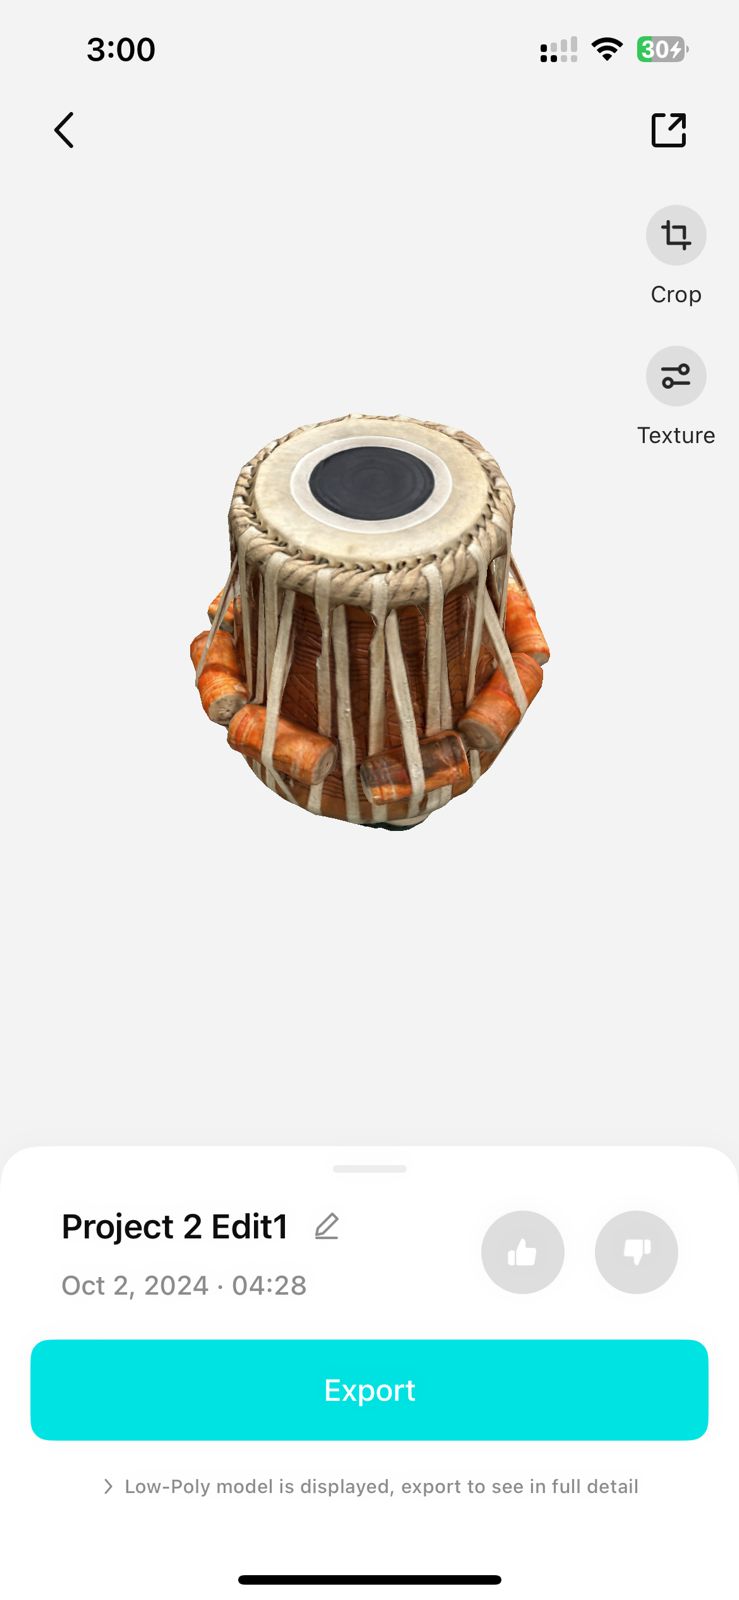 3:00
30
Crop
Texture
Project 2 Edit1
Oct 2, 2024 · 04:28
Export
Low-Poly model is displayed, export to see in full detail